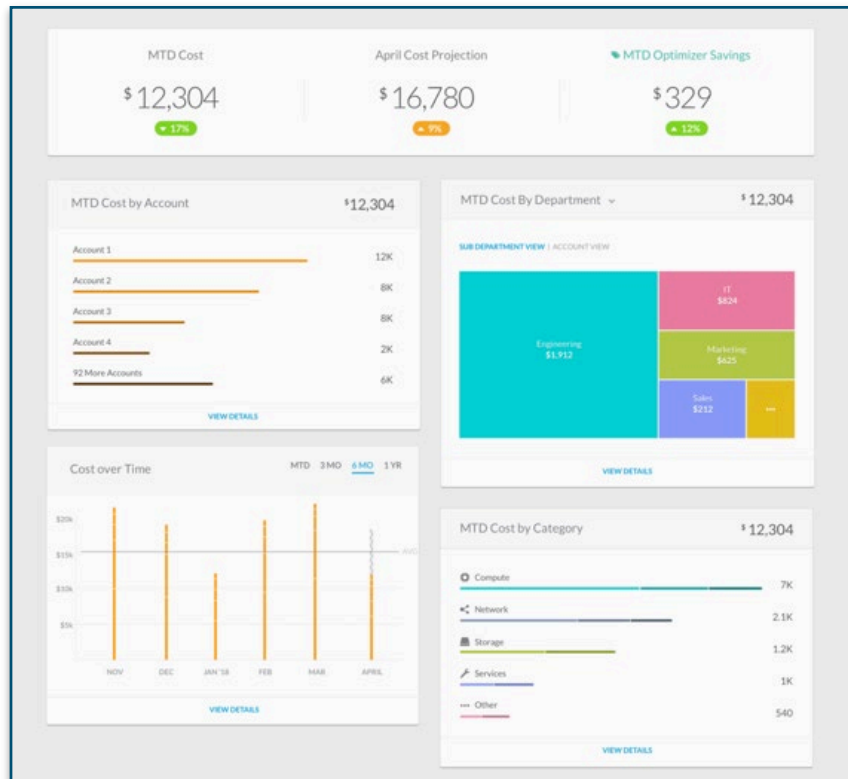 MTD Cost
$12,304
17%
April Cost Projection
$16,780
9%
MTD Optimizer Savings
$329
12%
MTD Cost by Account $12,304
Account 1 12K
Account 2 8K
Account 3 8K
Account 4 2K
92 More Accounts 6K
VIEW DETAILS
MTD Cost By Department $12,304
SUB DEPARTMENT VIEW | ACCOUNT VIEW
Engineering
$1,912
IT
$824
Marketing
$625
Sales
$212
...
VIEW DETAILS
Cost over Time MTD 3 MO 6 MO 1 YR
$20k
$15k
AVG
$10k
$5k
NOV DEC JAN '18 FEB MAR APRIL
VIEW DETAILS
MTD Cost by Category $12,304
Compute 7K
Network 2.1K
Storage 1.2K
Services 1K
Other 540
VIEW DETAILS